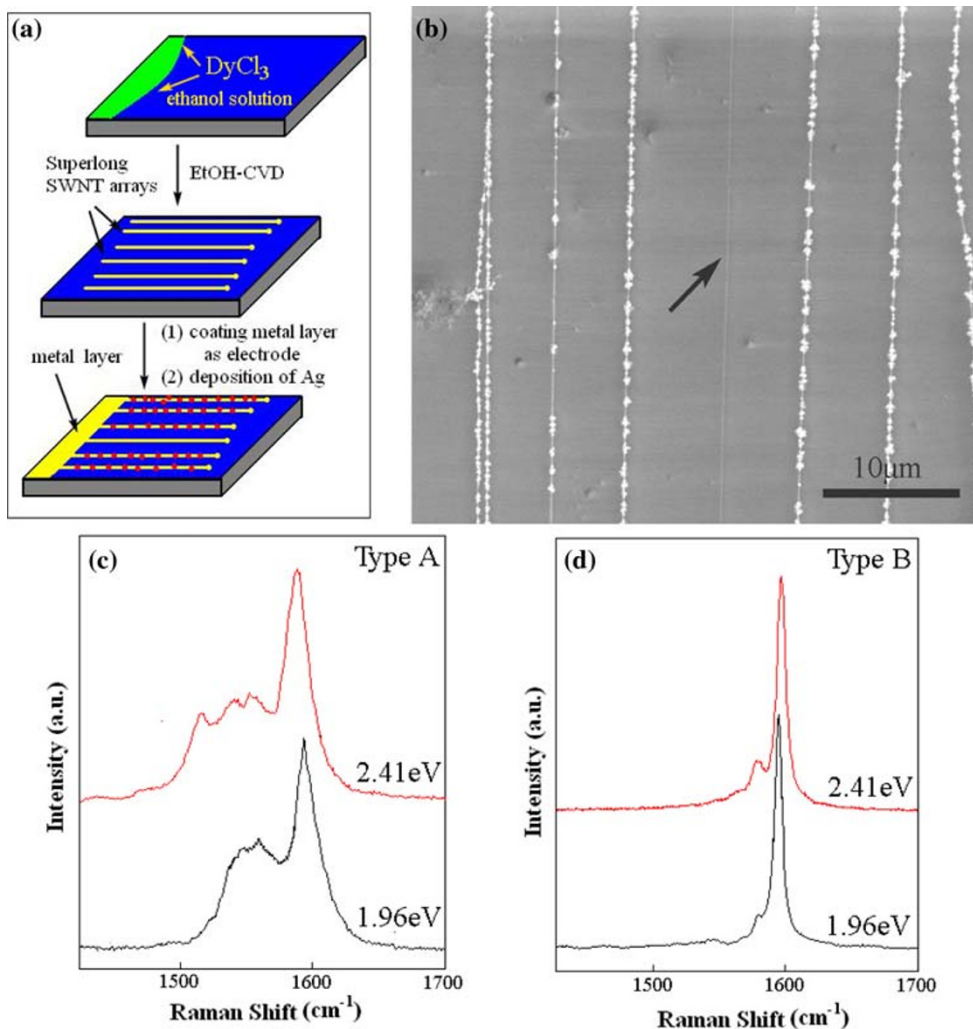 (a)
DyCl₃
ethanol solution
Superlong
SWNT arrays
EtOH-CVD
metal layer
(1) coating metal layer
as electrode
(2) deposition of Ag
(b)
10μm
(c)
Type A
2.41eV
1.96eV
Intensity (a.u.)
1500
1600
1700
Raman Shift (cm⁻¹)
(d)
Type B
2.41eV
1.96eV
Intensity (a.u.)
1500
1600
1700
Raman Shift (cm⁻¹)